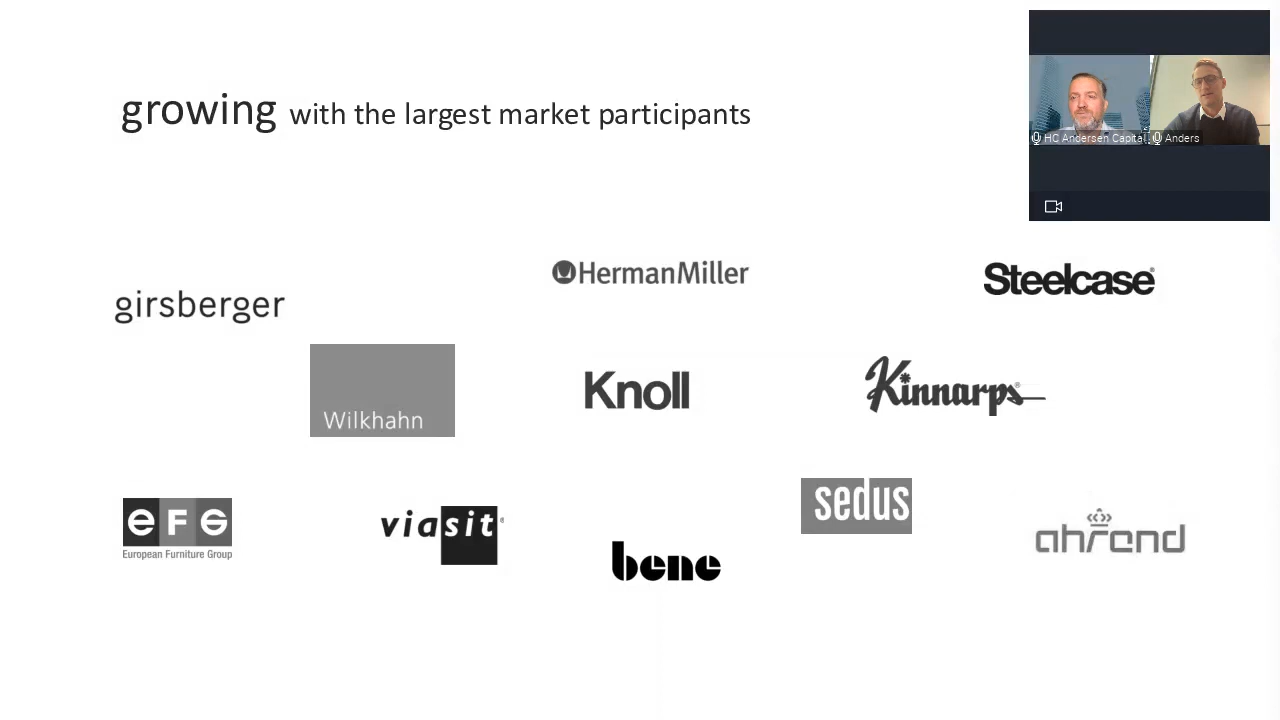 growing with the largest market participants
HC Andersen Capital
Anders
HermanMiller
Steelcase®
girsberger
Wilkhahn
Knoll
Kinnarps®
EFG
European Furniture Group
viasit®
bene
sedus
ahrend